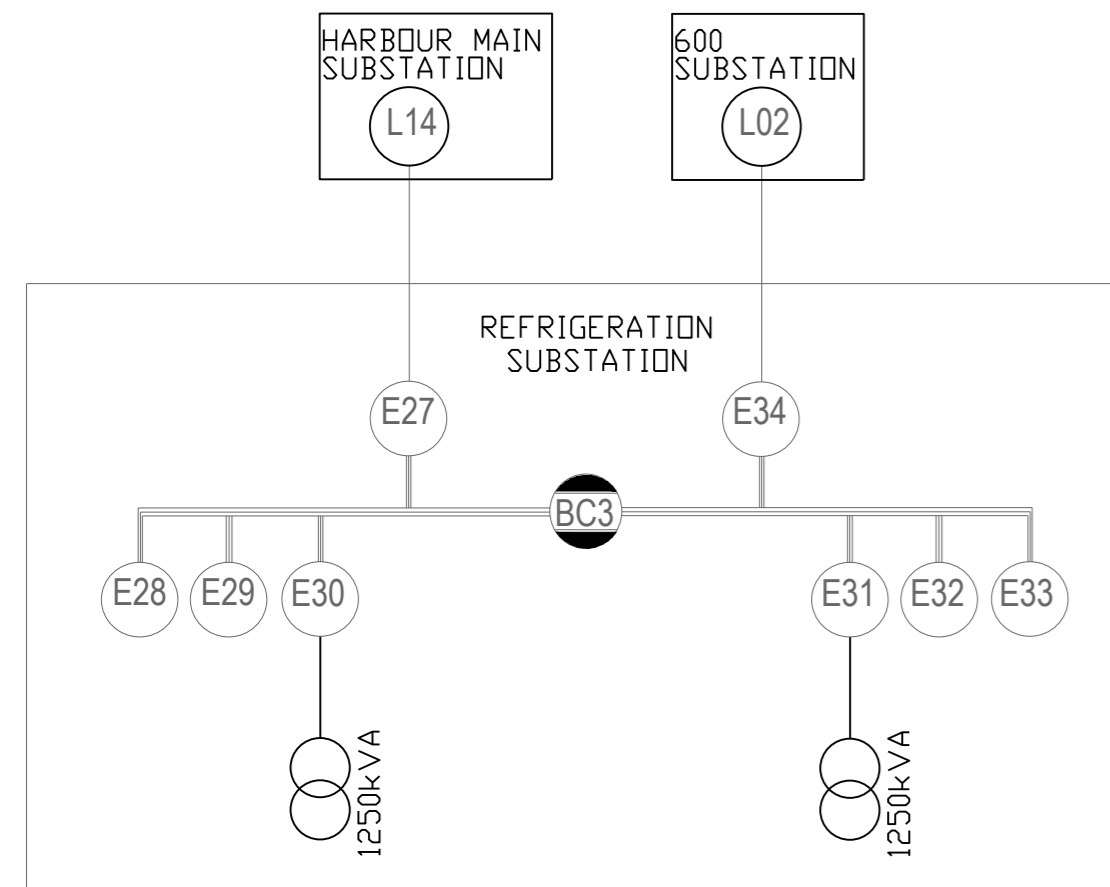 HARBOUR MAIN
SUBSTATION
L14
600
SUBSTATION
L02
REFRIGERATION
SUBSTATION
E27
E34
BC3
E28
E29
E30
E31
E32
E33
1250kVA
1250kVA